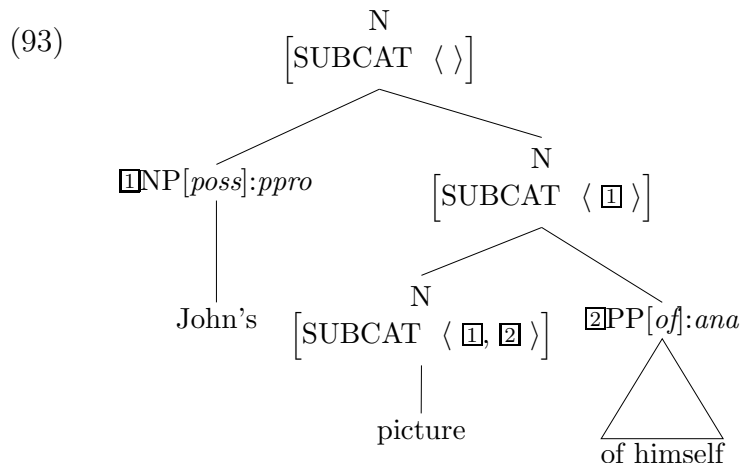 (93)
N
[SUBCAT ⟨ ⟩]
1NP[poss]:ppro
N
[SUBCAT ⟨ 1 ⟩]
John's
N
[SUBCAT ⟨ 1, 2 ⟩]
2PP[of]:ana
picture
of himself